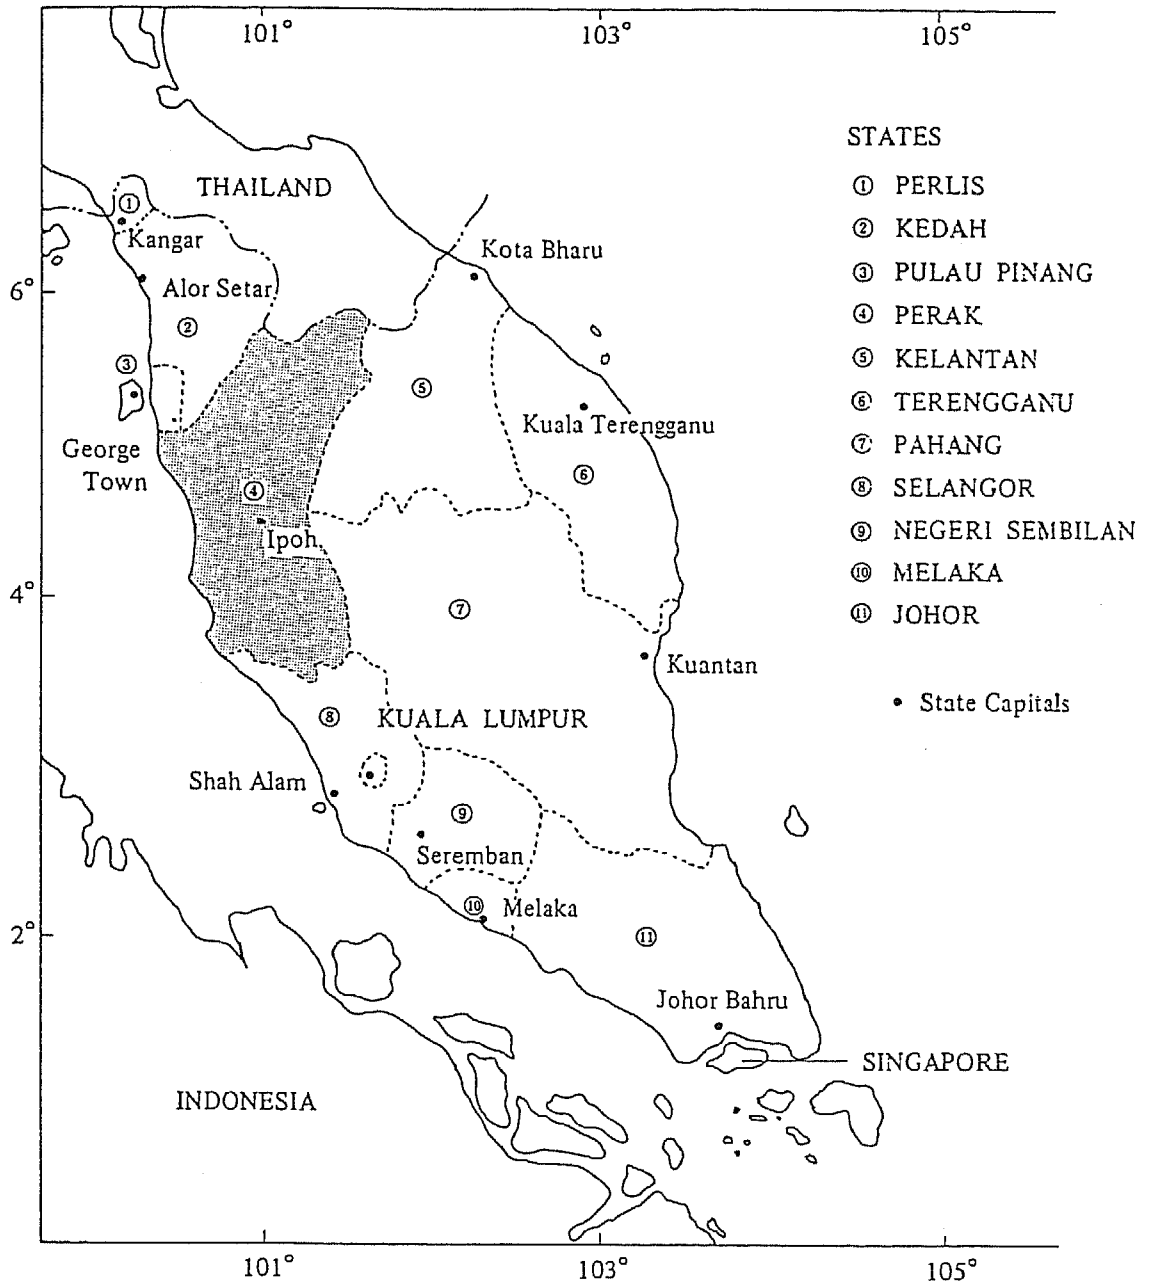 101° 103° 105°
STATES
① PERLIS
② KEDAH
③ PULAU PINANG
④ PERAK
⑤ KELANTAN
⑥ TERENGGANU
⑦ PAHANG
⑧ SELANGOR
⑨ NEGERI SEMBILAN
⑩ MELAKA
⑪ JOHOR
• State Capitals
THAILAND
①
Kangar
Kota Bharu
6°
Alor Setar
②
③
⑤
Kuala Terengganu
George
Town
⑥
④
Ipoh
4°
⑦
Kuantan
⑧
KUALA LUMPUR
Shah Alam
⑨
Seremban
⑩
Melaka
2°
⑪
Johor Bahru
SINGAPORE
INDONESIA
101° 103° 105°